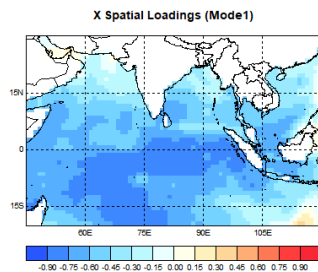 X Spatial Loadings (Mode1)
15N
0
15S
60E 75E 90E 105E
-0.90 -0.75 -0.60 -0.45 -0.30 -0.15 0.00 0.15 0.30 0.45 0.60 0.75 0.90